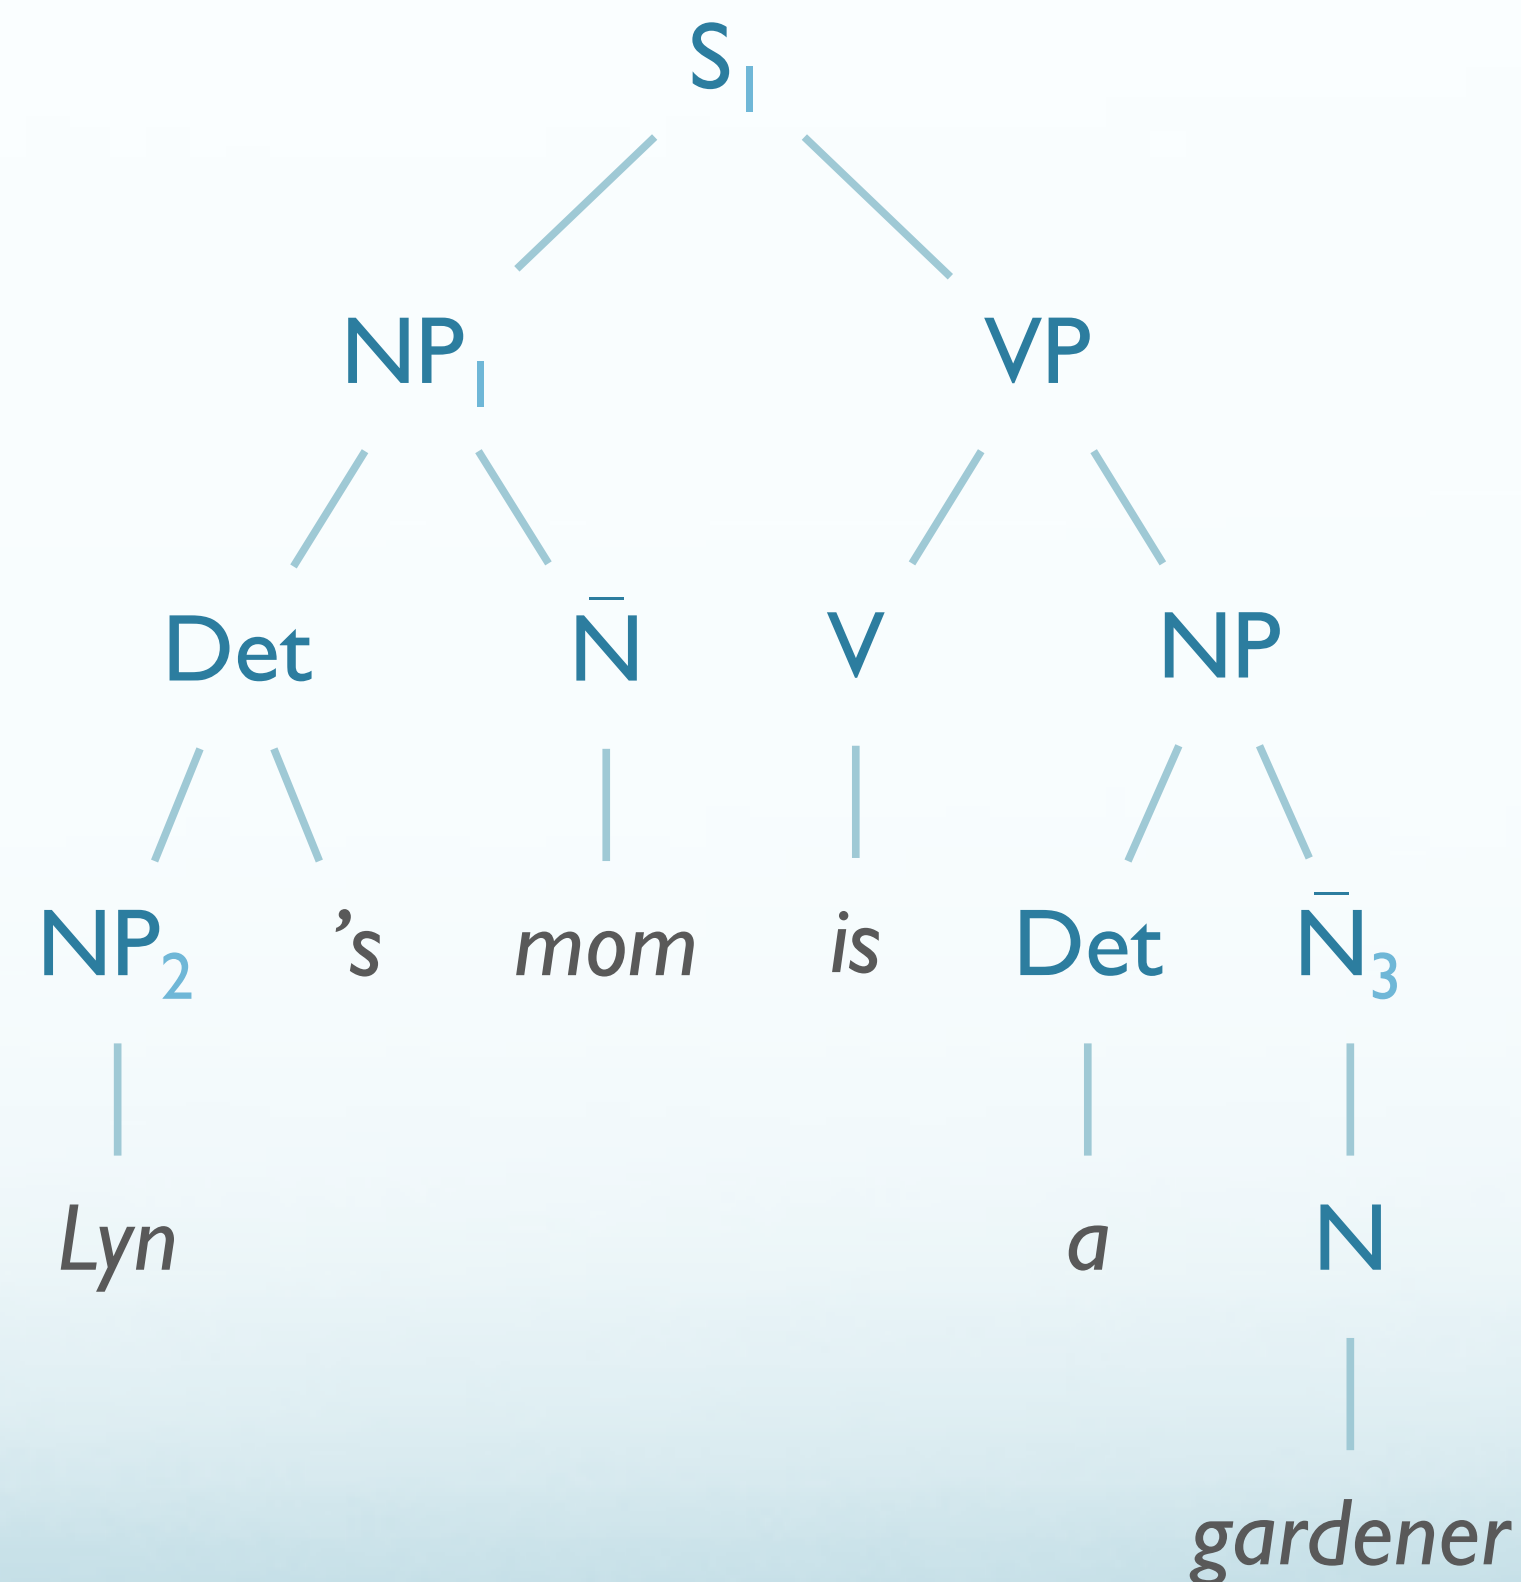 S1
NP1 VP
Det N̅ V NP
NP2 ’s mom is Det N̅3
Lyn a N
gardener